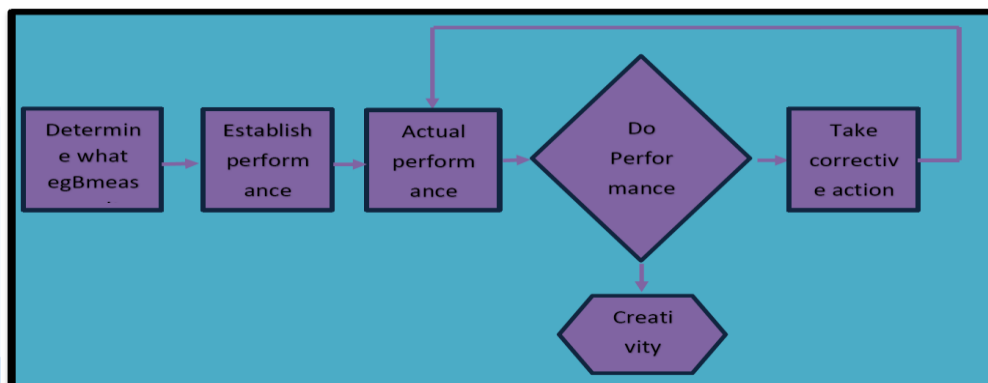 Determin
e what
egBmeas
Establish
perform
ance
Actual
perform
ance
Do
Perfor
mance
Take
correctiv
e action
Creati
vity